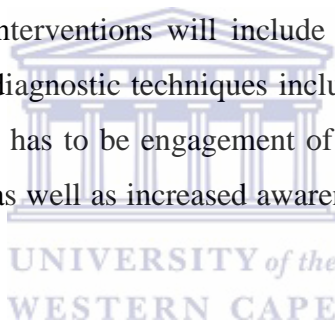 nterventions will include
diagnostic techniques inclu
has to be engagement of
as well as increased awaren
UNIVERSITY of the
WESTERN CAPE